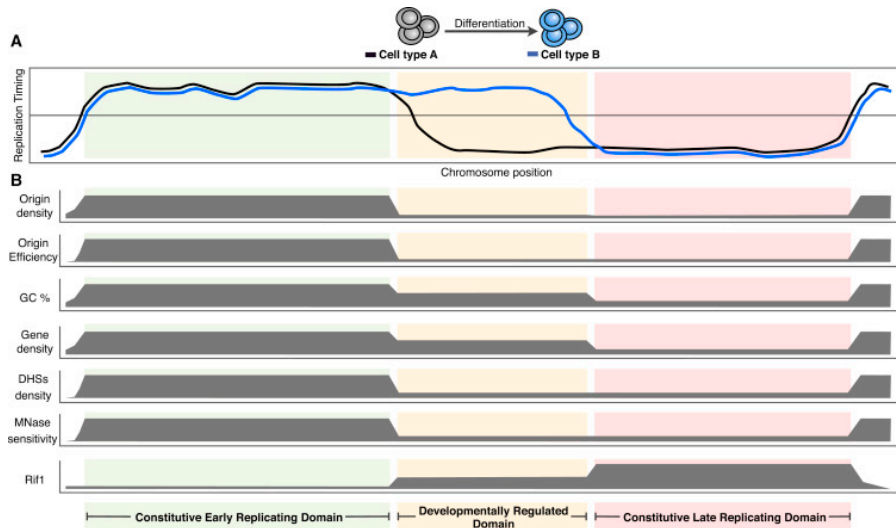 Differentiation
A
Cell type A
Cell type B
Replication Timing
Chromosome position
B
Origin
density
Origin
Efficiency
GC %
Gene
density
DHSs
density
MNase
sensitivity
Rif1
Constitutive Early Replicating Domain
Developmentally Regulated
Domain
Constitutive Late Replicating Domain